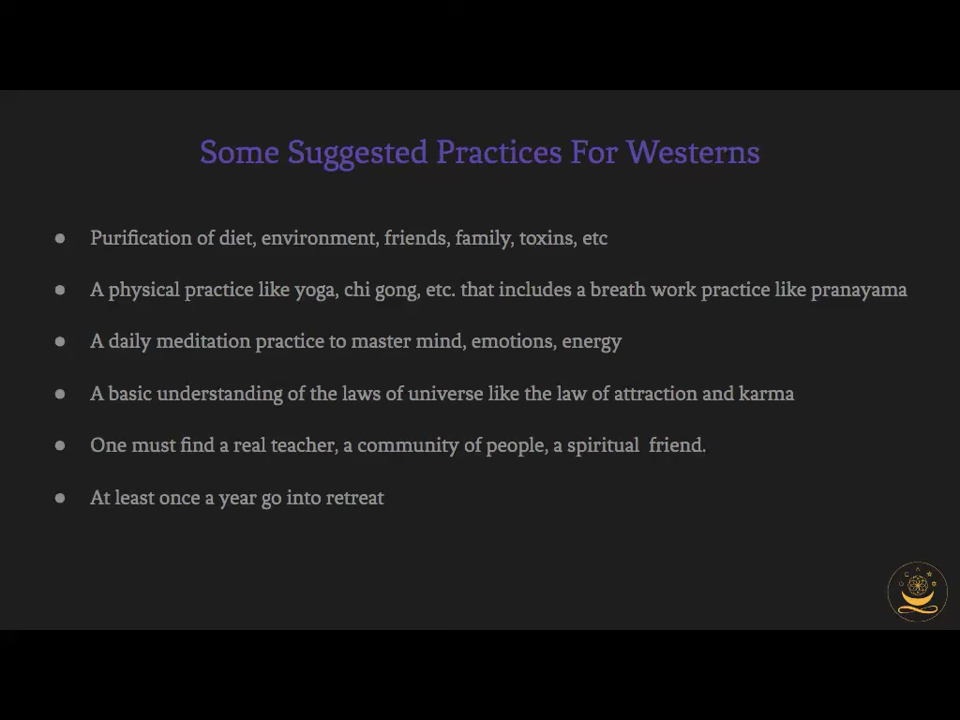 Some Suggested Practices For Westerns
● Purification of diet, environment, friends, family, toxins, etc
● A physical practice like yoga, chi gong, etc. that includes a breath work practice like pranayama
● A daily meditation practice to master mind, emotions, energy
● A basic understanding of the laws of universe like the law of attraction and karma
● One must find a real teacher, a community of people, a spiritual  friend.
● At least once a year go into retreat